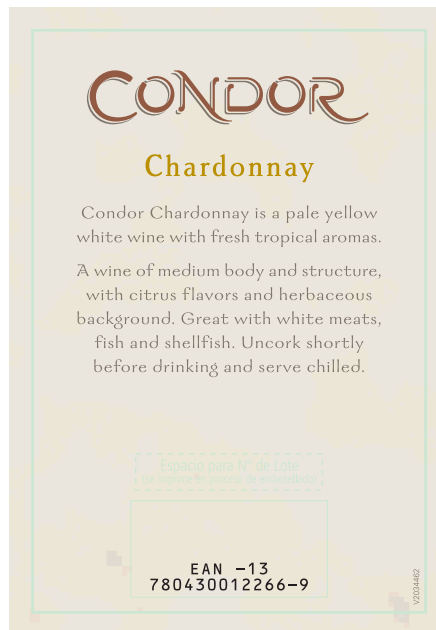 CONDOR
Chardonnay
Condor Chardonnay is a pale yellow
white wine with fresh tropical aromas.
A wine of medium body and structure,
with citrus flavors and herbaceous
background. Great with white meats,
fish and shellfish. Uncork shortly
before drinking and serve chilled.
Espacio para N° de Lote
EAN -13
780430012266-9
V2034462